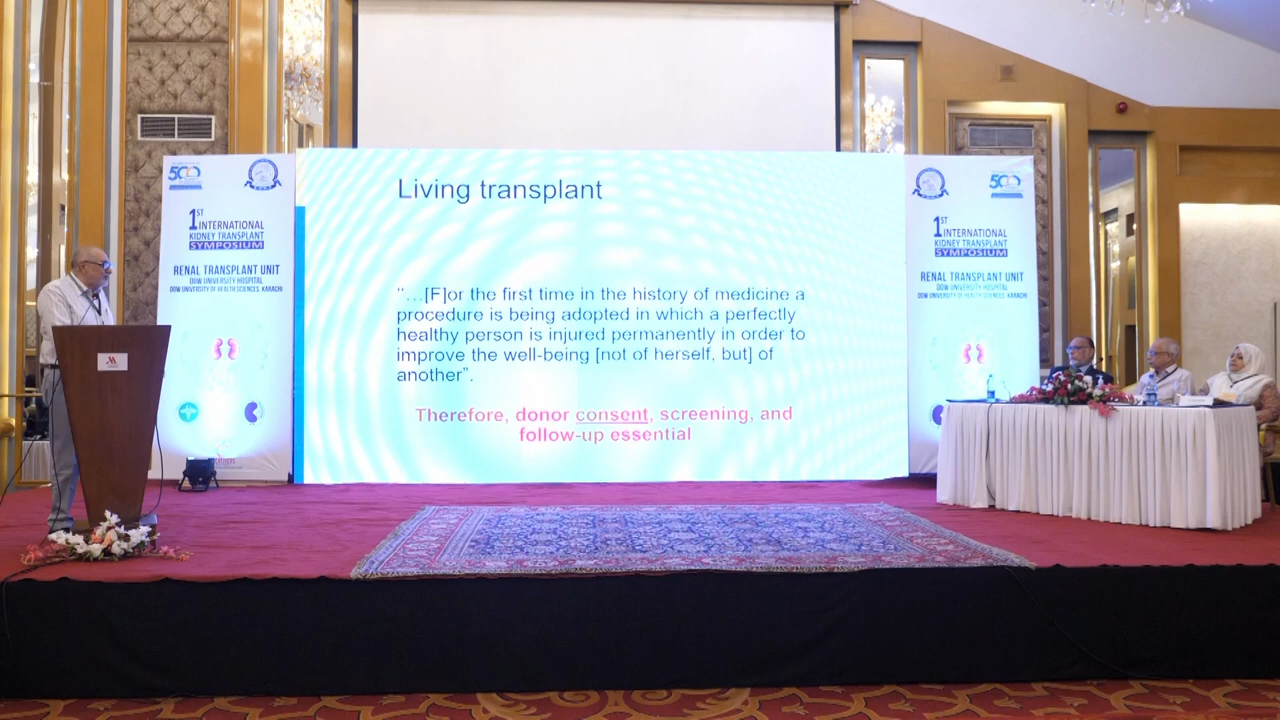 Living transplant
“…[F]or the first time in the history of medicine a
procedure is being adopted in which a perfectly
healthy person is injured permanently in order to
improve the well-being [not of herself, but] of
another”.
Therefore, donor consent, screening, and
follow-up essential
500
1ST
INTERNATIONAL
KIDNEY TRANSPLANT
SYMPOSIUM
RENAL TRANSPLANT UNIT
DOW UNIVERSITY HOSPITAL
DOW UNIVERSITY OF HEALTH SCIENCES, KARACHI
500
1ST
INTERNATIONAL
KIDNEY TRANSPLANT
SYMPOSIUM
RENAL TRANSPLANT UNIT
DOW UNIVERSITY HOSPITAL
DOW UNIVERSITY OF HEALTH SCIENCES, KARACHI